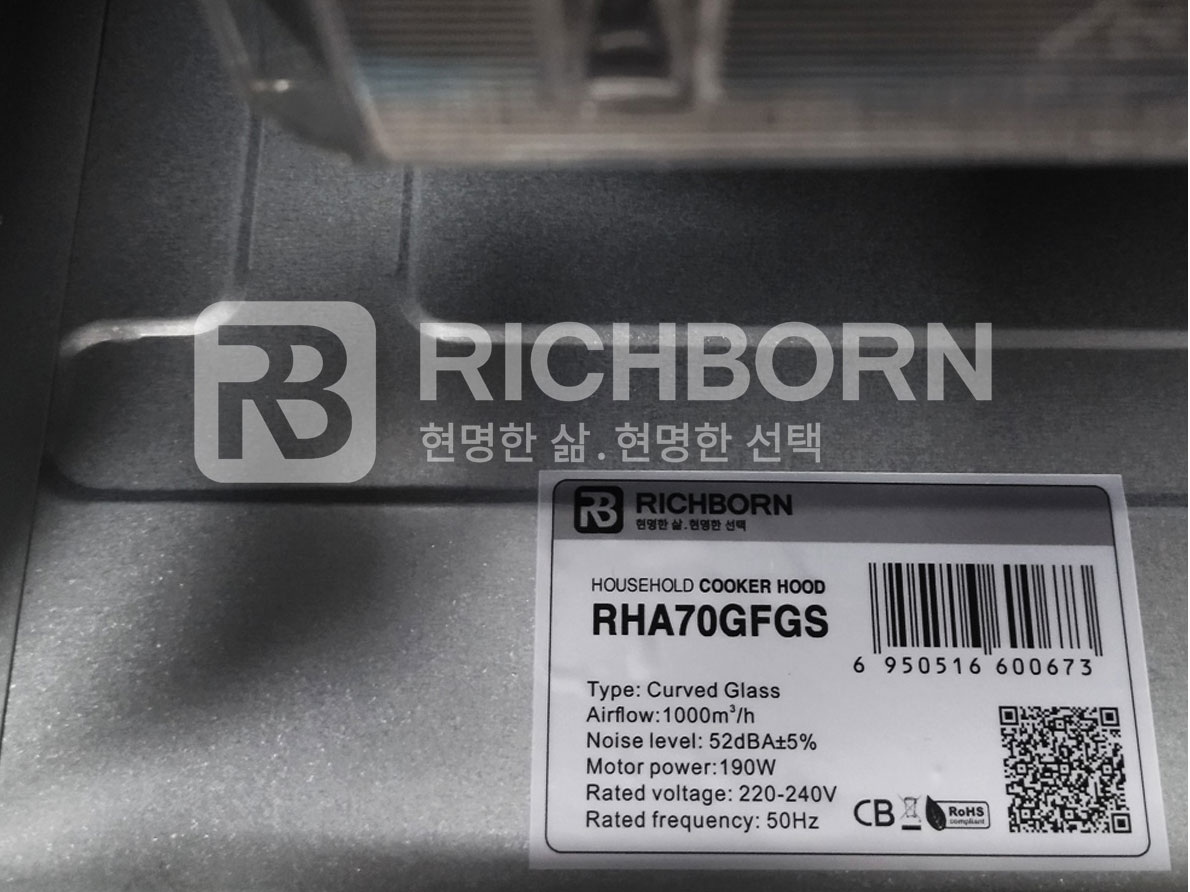 RB RICHBORN
현명한 삶 . 현명한 선택
RB RICHBORN
현명한 삶 . 현명한 선택
HOUSEHOLD COOKER HOOD
RHA70GFGS
6 950516 600673
Type: Curved Glass
Airflow:1000m³/h
Noise level: 52dBA±5%
Motor power:190W
Rated voltage: 220-240V
Rated frequency: 50Hz
CB
RoHS
compliant